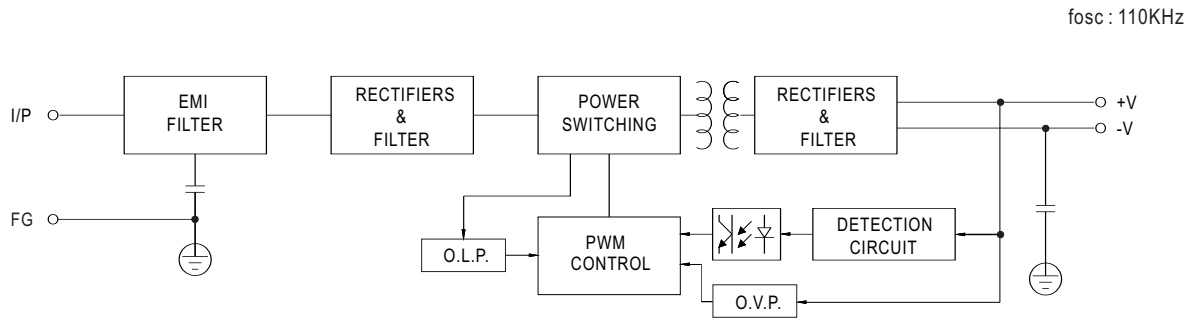 fosc : 110KHz
I/P
EMI
FILTER
RECTIFIERS
&
FILTER
POWER
SWITCHING
RECTIFIERS
&
FILTER
+V
-V
FG
O.L.P.
PWM
CONTROL
DETECTION
CIRCUIT
O.V.P.